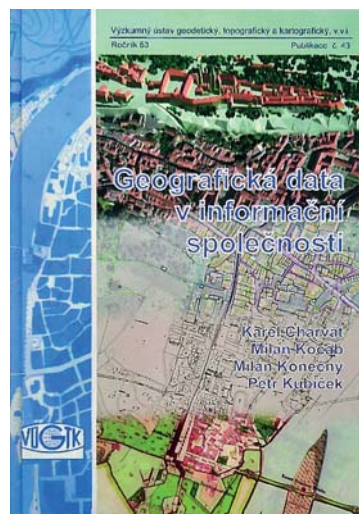 Výzkumný ústav geodetický, topografický a kartografický, v.v.i.
Ročník 53 Publikace č. 43
Geografická data
v informační
společnosti
Karel Charvát
Milan Kocáb
Milan Konečný
Petr Kubíček
VÚGTK